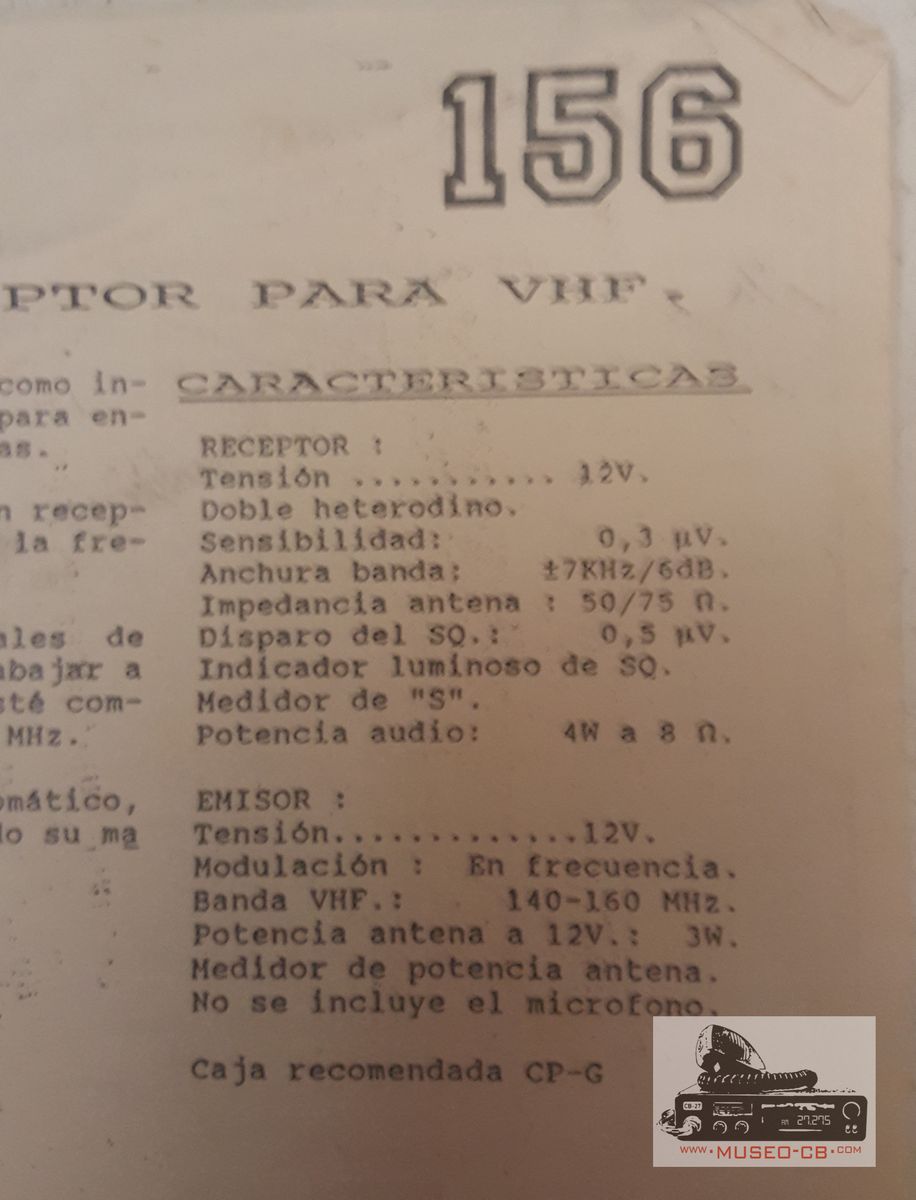 156
PTOR PARA VHF.
como in-
para en-
as.
n recep-
la fre-
ales de
abajar a
sté com-
MHz.
omático,
do su ma
CARACTERISTICAS
RECEPTOR :
Tensión ........... 12V.
Doble heterodino.
Sensibilidad: 0,3 µV.
Anchura banda: ±7KHz/6dB.
Impedancia antena : 50/75 Ω.
Disparo del SQ.: 0,5 µV.
Indicador luminoso de SQ.
Medidor de "S".
Potencia audio: 4W a 8 Ω.
EMISOR :
Tensión.............12V.
Modulación : En frecuencia.
Banda VHF.: 140-160 MHz.
Potencia antena a 12V.: 3W.
Medidor de potencia antena.
No se incluye el microfono.
Caja recomendada CP-G
CB-27
AM 27.275
WWW.MUSEO-CB.COM